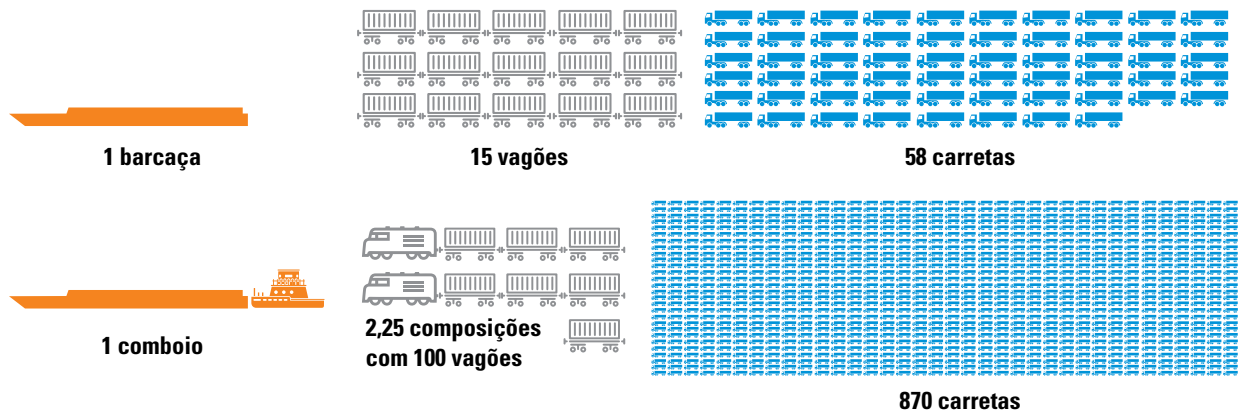 1 barcaça
15 vagões
58 carretas
1 comboio
2,25 composições
com 100 vagões
870 carretas